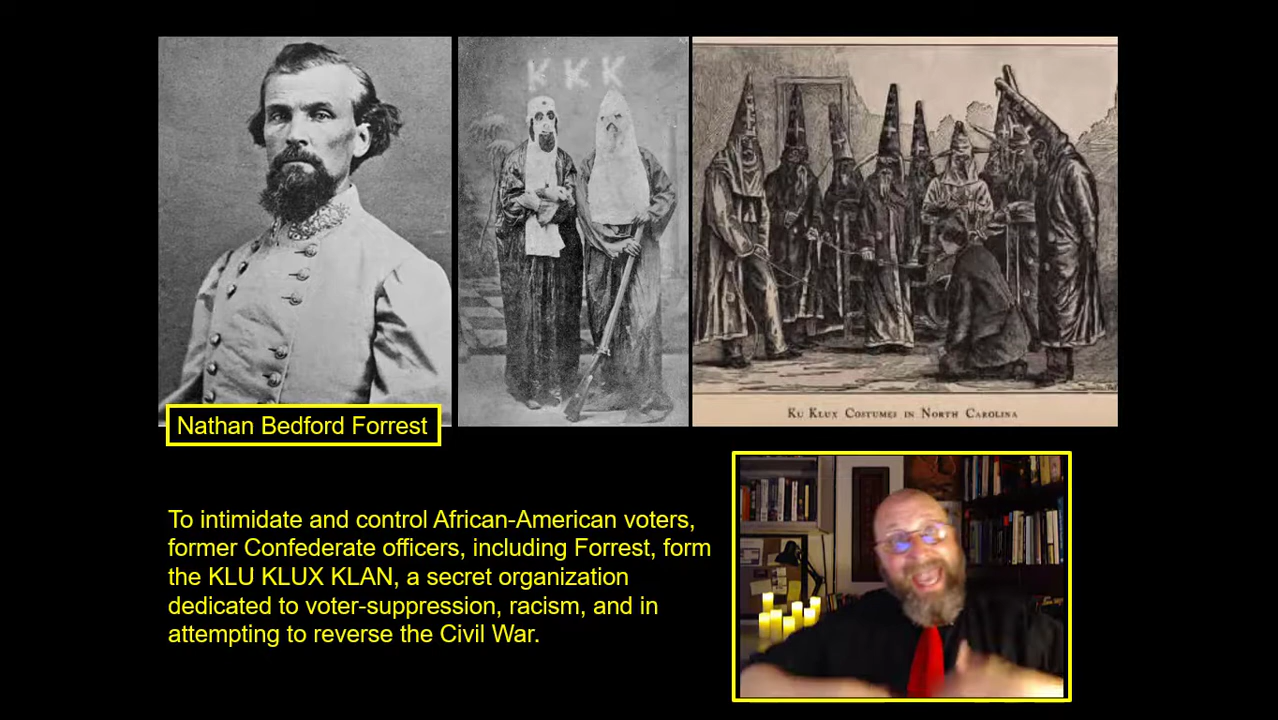 K K K
Ku Klux Costumes in North Carolina
Nathan Bedford Forrest
To intimidate and control African-American voters,
former Confederate officers, including Forrest, form
the KLU KLUX KLAN, a secret organization
dedicated to voter-suppression, racism, and in
attempting to reverse the Civil War.